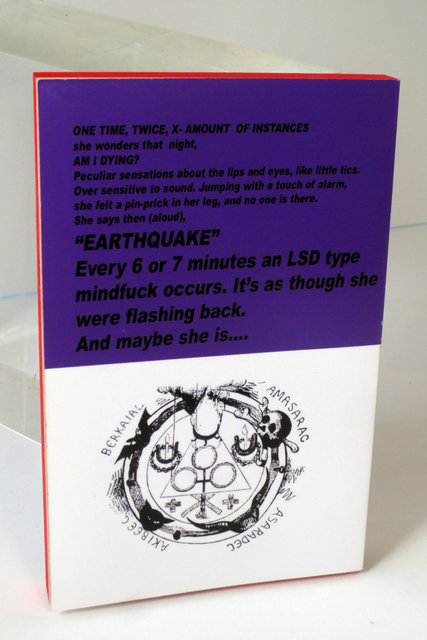 ONE TIME, TWICE, X- AMOUNT OF INSTANCES
she wonders that night,
AM I DYING?
Peculiar sensations about the lips and eyes, like little tics.
Over sensitive to sound. Jumping with a touch of alarm,
she felt a pin-prick in her leg, and no one is there.
She says then (aloud),
"EARTHQUAKE"
Every 6 or 7 minutes an LSD type
mindfuck occurs. It's as though she
were flashing back.
And maybe she is....
BERKAIAL
AMASARAC
ASARADEC
AKIBEEC